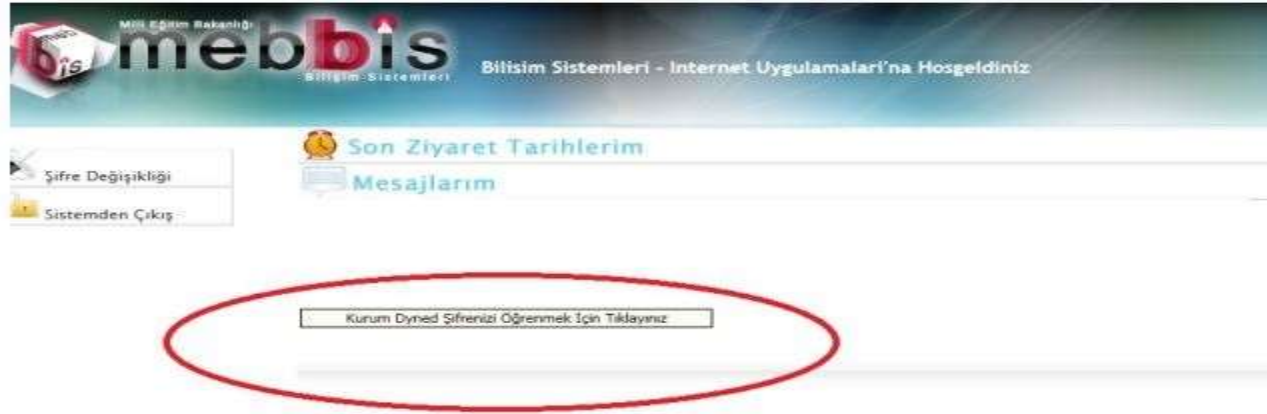 Milli Eğitim Bakanlığı
mebbis
Bilişim Sistemleri
Bilisim Sistemleri - Internet Uygulamalari'na Hosgeldiniz
Son Ziyaret Tarihlerim
Mesajlarım
Şifre Değişikliği
Sistemden Çıkış
Kurum Dyned Şifrenizi Öğrenmek İçin Tıklayınız